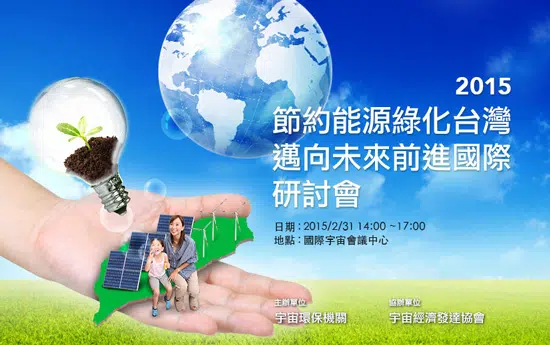 2015
節約能源綠化台灣
邁向未來前進國際
研討會
日期：2015/2/31 14:00 ~17:00
地點：國際宇宙會議中心
主辦單位
宇宙環保機關
協辦單位
宇宙經濟發達協會